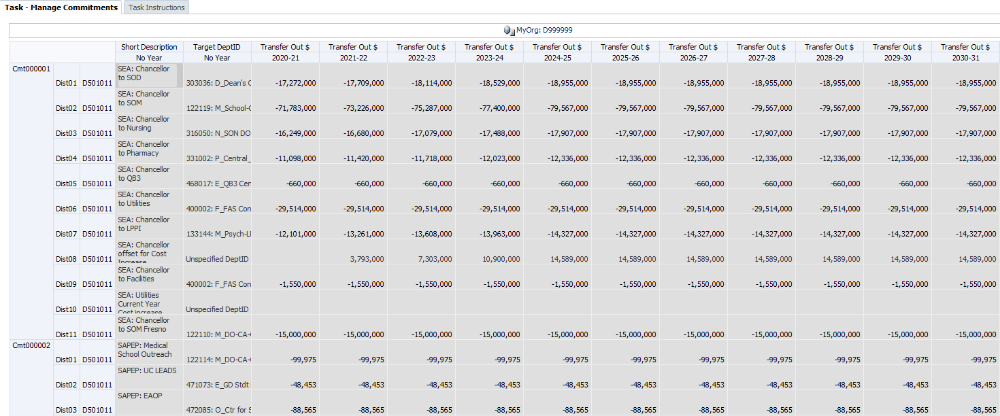 Task - Manage Commitments Task Instructions
MyOrg: D999999
Short Description Target DeptID Transfer Out $ Transfer Out $ Transfer Out $ Transfer Out $ Transfer Out $ Transfer Out $ Transfer Out $ Transfer Out $ Transfer Out $ Transfer Out $ Transfer Out $
No Year No Year 2020-21 2021-22 2022-23 2023-24 2024-25 2025-26 2026-27 2027-28 2028-29 2029-30 2030-31
Cmt000001 SEA: Chancellor
to SOD
Dist01 D501011 303036: D_Dean's C -17,272,000 -17,709,000 -18,114,000 -18,529,000 -18,955,000 -18,955,000 -18,955,000 -18,955,000 -18,955,000 -18,955,000 -18,955,000
SEA: Chancellor
to SOM
Dist02 D501011 122119: M_School-C -71,783,000 -73,226,000 -75,287,000 -77,400,000 -79,567,000 -79,567,000 -79,567,000 -79,567,000 -79,567,000 -79,567,000 -79,567,000
SEA: Chancellor
to Nursing
Dist03 D501011 316050: N_SON DO -16,249,000 -16,680,000 -17,079,000 -17,488,000 -17,907,000 -17,907,000 -17,907,000 -17,907,000 -17,907,000 -17,907,000 -17,907,000
SEA: Chancellor
to Pharmacy
Dist04 D501011 331002: P_Central_ -11,098,000 -11,420,000 -11,718,000 -12,023,000 -12,336,000 -12,336,000 -12,336,000 -12,336,000 -12,336,000 -12,336,000 -12,336,000
SEA: Chancellor
to QB3
Dist05 D501011 468017: E_QB3 Cen -660,000 -660,000 -660,000 -660,000 -660,000 -660,000 -660,000 -660,000 -660,000 -660,000 -660,000
SEA: Chancellor
to Utilities
Dist06 D501011 400002: F_FAS Con -29,514,000 -29,514,000 -29,514,000 -29,514,000 -29,514,000 -29,514,000 -29,514,000 -29,514,000 -29,514,000 -29,514,000 -29,514,000
SEA: Chancellor
to LPPI
Dist07 D501011 133144: M_Psych-LI -12,101,000 -13,261,000 -13,608,000 -13,963,000 -14,327,000 -14,327,000 -14,327,000 -14,327,000 -14,327,000 -14,327,000 -14,327,000
SEA: Chancellor
offset for Cost
Increase
Dist08 D501011 Unspecified DeptID 3,793,000 7,303,000 10,900,000 14,589,000 14,589,000 14,589,000 14,589,000 14,589,000 14,589,000 14,589,000
SEA: Chancellor
to Facilities
Dist09 D501011 400002: F_FAS Con -1,550,000 -1,550,000 -1,550,000 -1,550,000 -1,550,000 -1,550,000 -1,550,000 -1,550,000 -1,550,000 -1,550,000 -1,550,000
SEA: Utilities
Current Year
Cost increase
Dist10 D501011 Unspecified DeptID
SEA: Chancellor
to SOM Fresno
Dist11 D501011 122110: M_DO-CA- -15,000,000 -15,000,000 -15,000,000 -15,000,000 -15,000,000 -15,000,000 -15,000,000 -15,000,000 -15,000,000 -15,000,000 -15,000,000
Cmt000002 SAPEP: Medical
School Outreach
Dist01 D501011 122114: M_DO-CA- -99,975 -99,975 -99,975 -99,975 -99,975 -99,975 -99,975 -99,975 -99,975 -99,975 -99,975
SAPEP: UC LEADS
Dist02 D501011 471073: E_GD Stdt -48,453 -48,453 -48,453 -48,453 -48,453 -48,453 -48,453 -48,453 -48,453 -48,453 -48,453
SAPEP: EAOP
Dist03 D501011 472085: O_Ctr for S -88,565 -88,565 -88,565 -88,565 -88,565 -88,565 -88,565 -88,565 -88,565 -88,565 -88,565